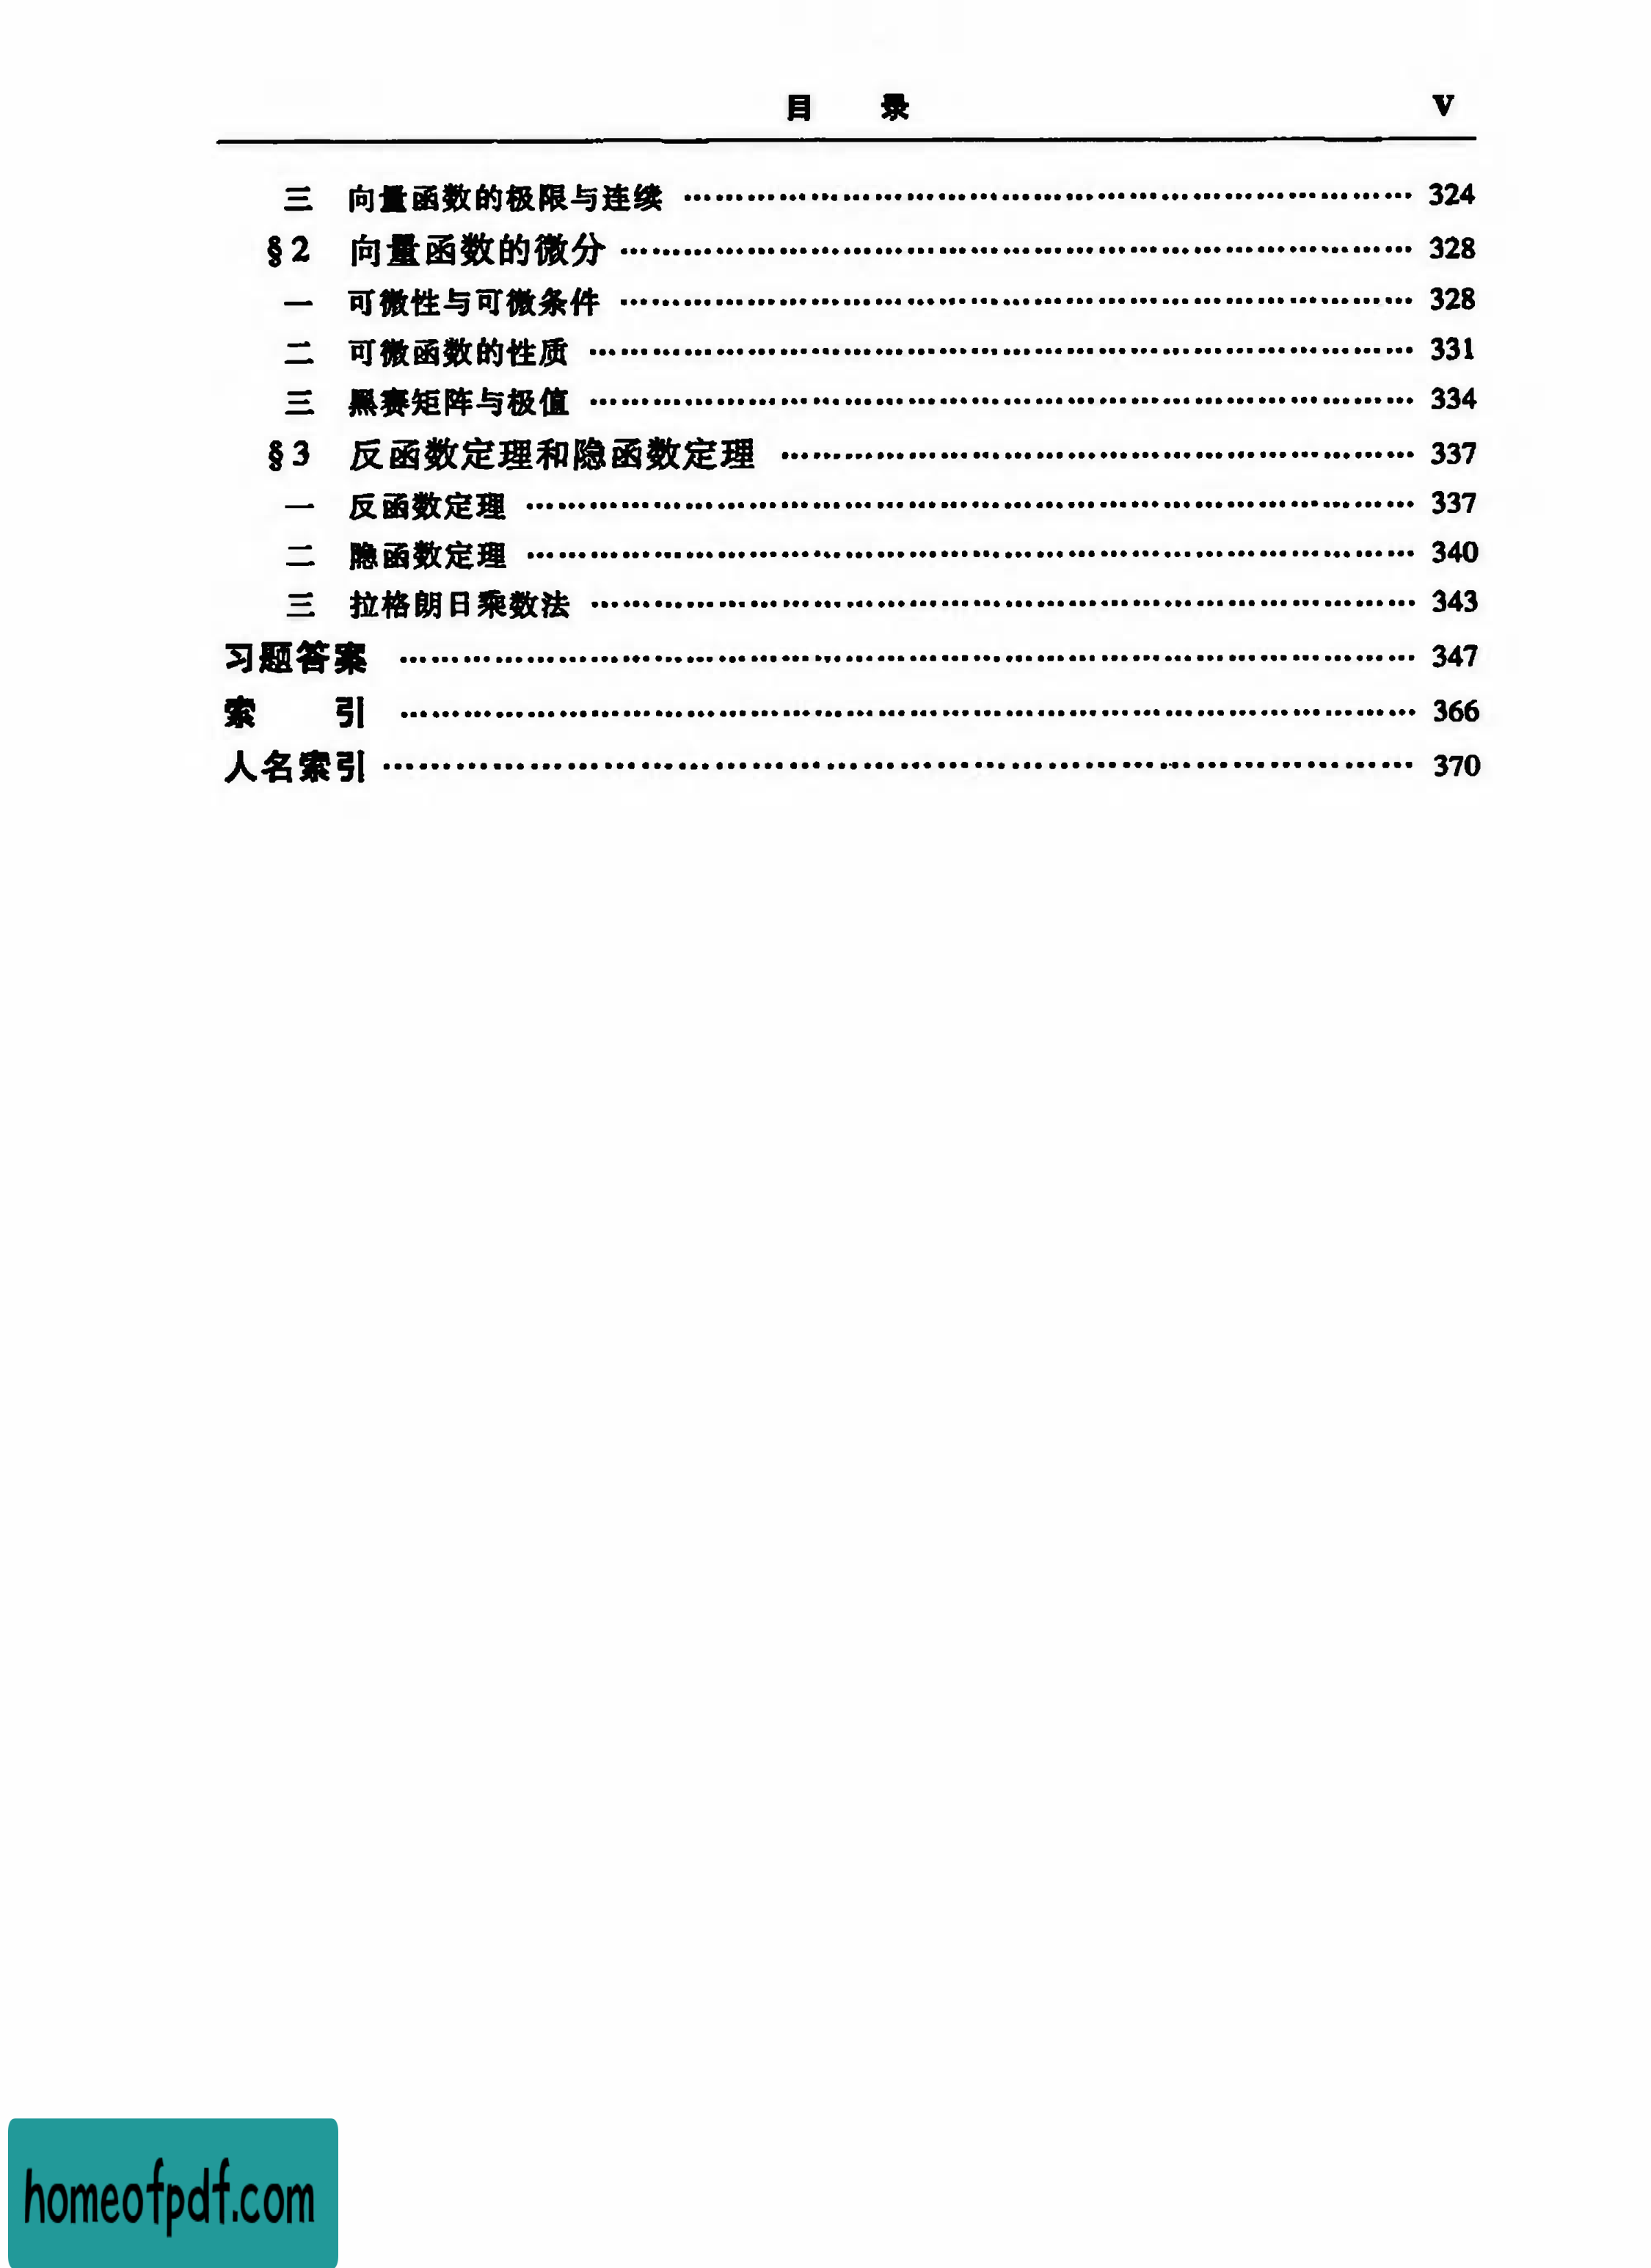 目 录 V
三 向量函数的极限与连续 …………………………………………………… 324
§2 向量函数的微分 …………………………………………………… 328
一 可微性与可微条件 …………………………………………………… 328
二 可微函数的性质 …………………………………………………… 331
三 黑赛矩阵与极值 …………………………………………………… 334
§3 反函数定理和隐函数定理 …………………………………………………… 337
一 反函数定理 …………………………………………………… 337
二 隐函数定理 …………………………………………………… 340
三 拉格朗日乘数法 …………………………………………………… 343
习题答案 …………………………………………………… 347
索 引 …………………………………………………… 366
人名索引 …………………………………………………… 370
homeofpdf.com